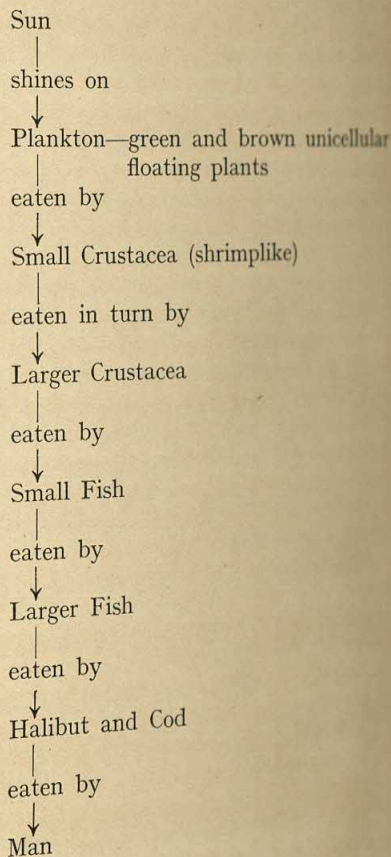 Sun
shines on
Plankton—green and brown unicellular
floating plants
eaten by
Small Crustacea (shrimplike)
eaten in turn by
Larger Crustacea
eaten by
Small Fish
eaten by
Larger Fish
eaten by
Halibut and Cod
eaten by
Man